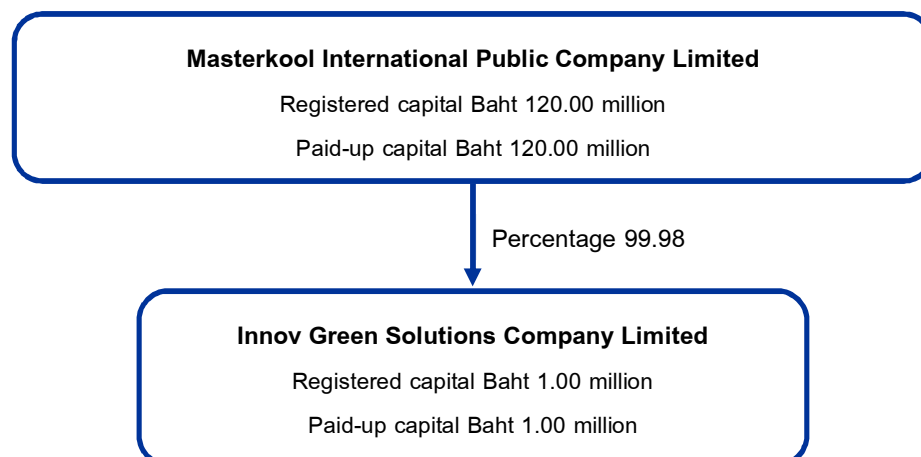 Masterkool International Public Company Limited
Registered capital Baht 120.00 million
Paid-up capital Baht 120.00 million
Percentage 99.98
Innov Green Solutions Company Limited
Registered capital Baht 1.00 million
Paid-up capital Baht 1.00 million